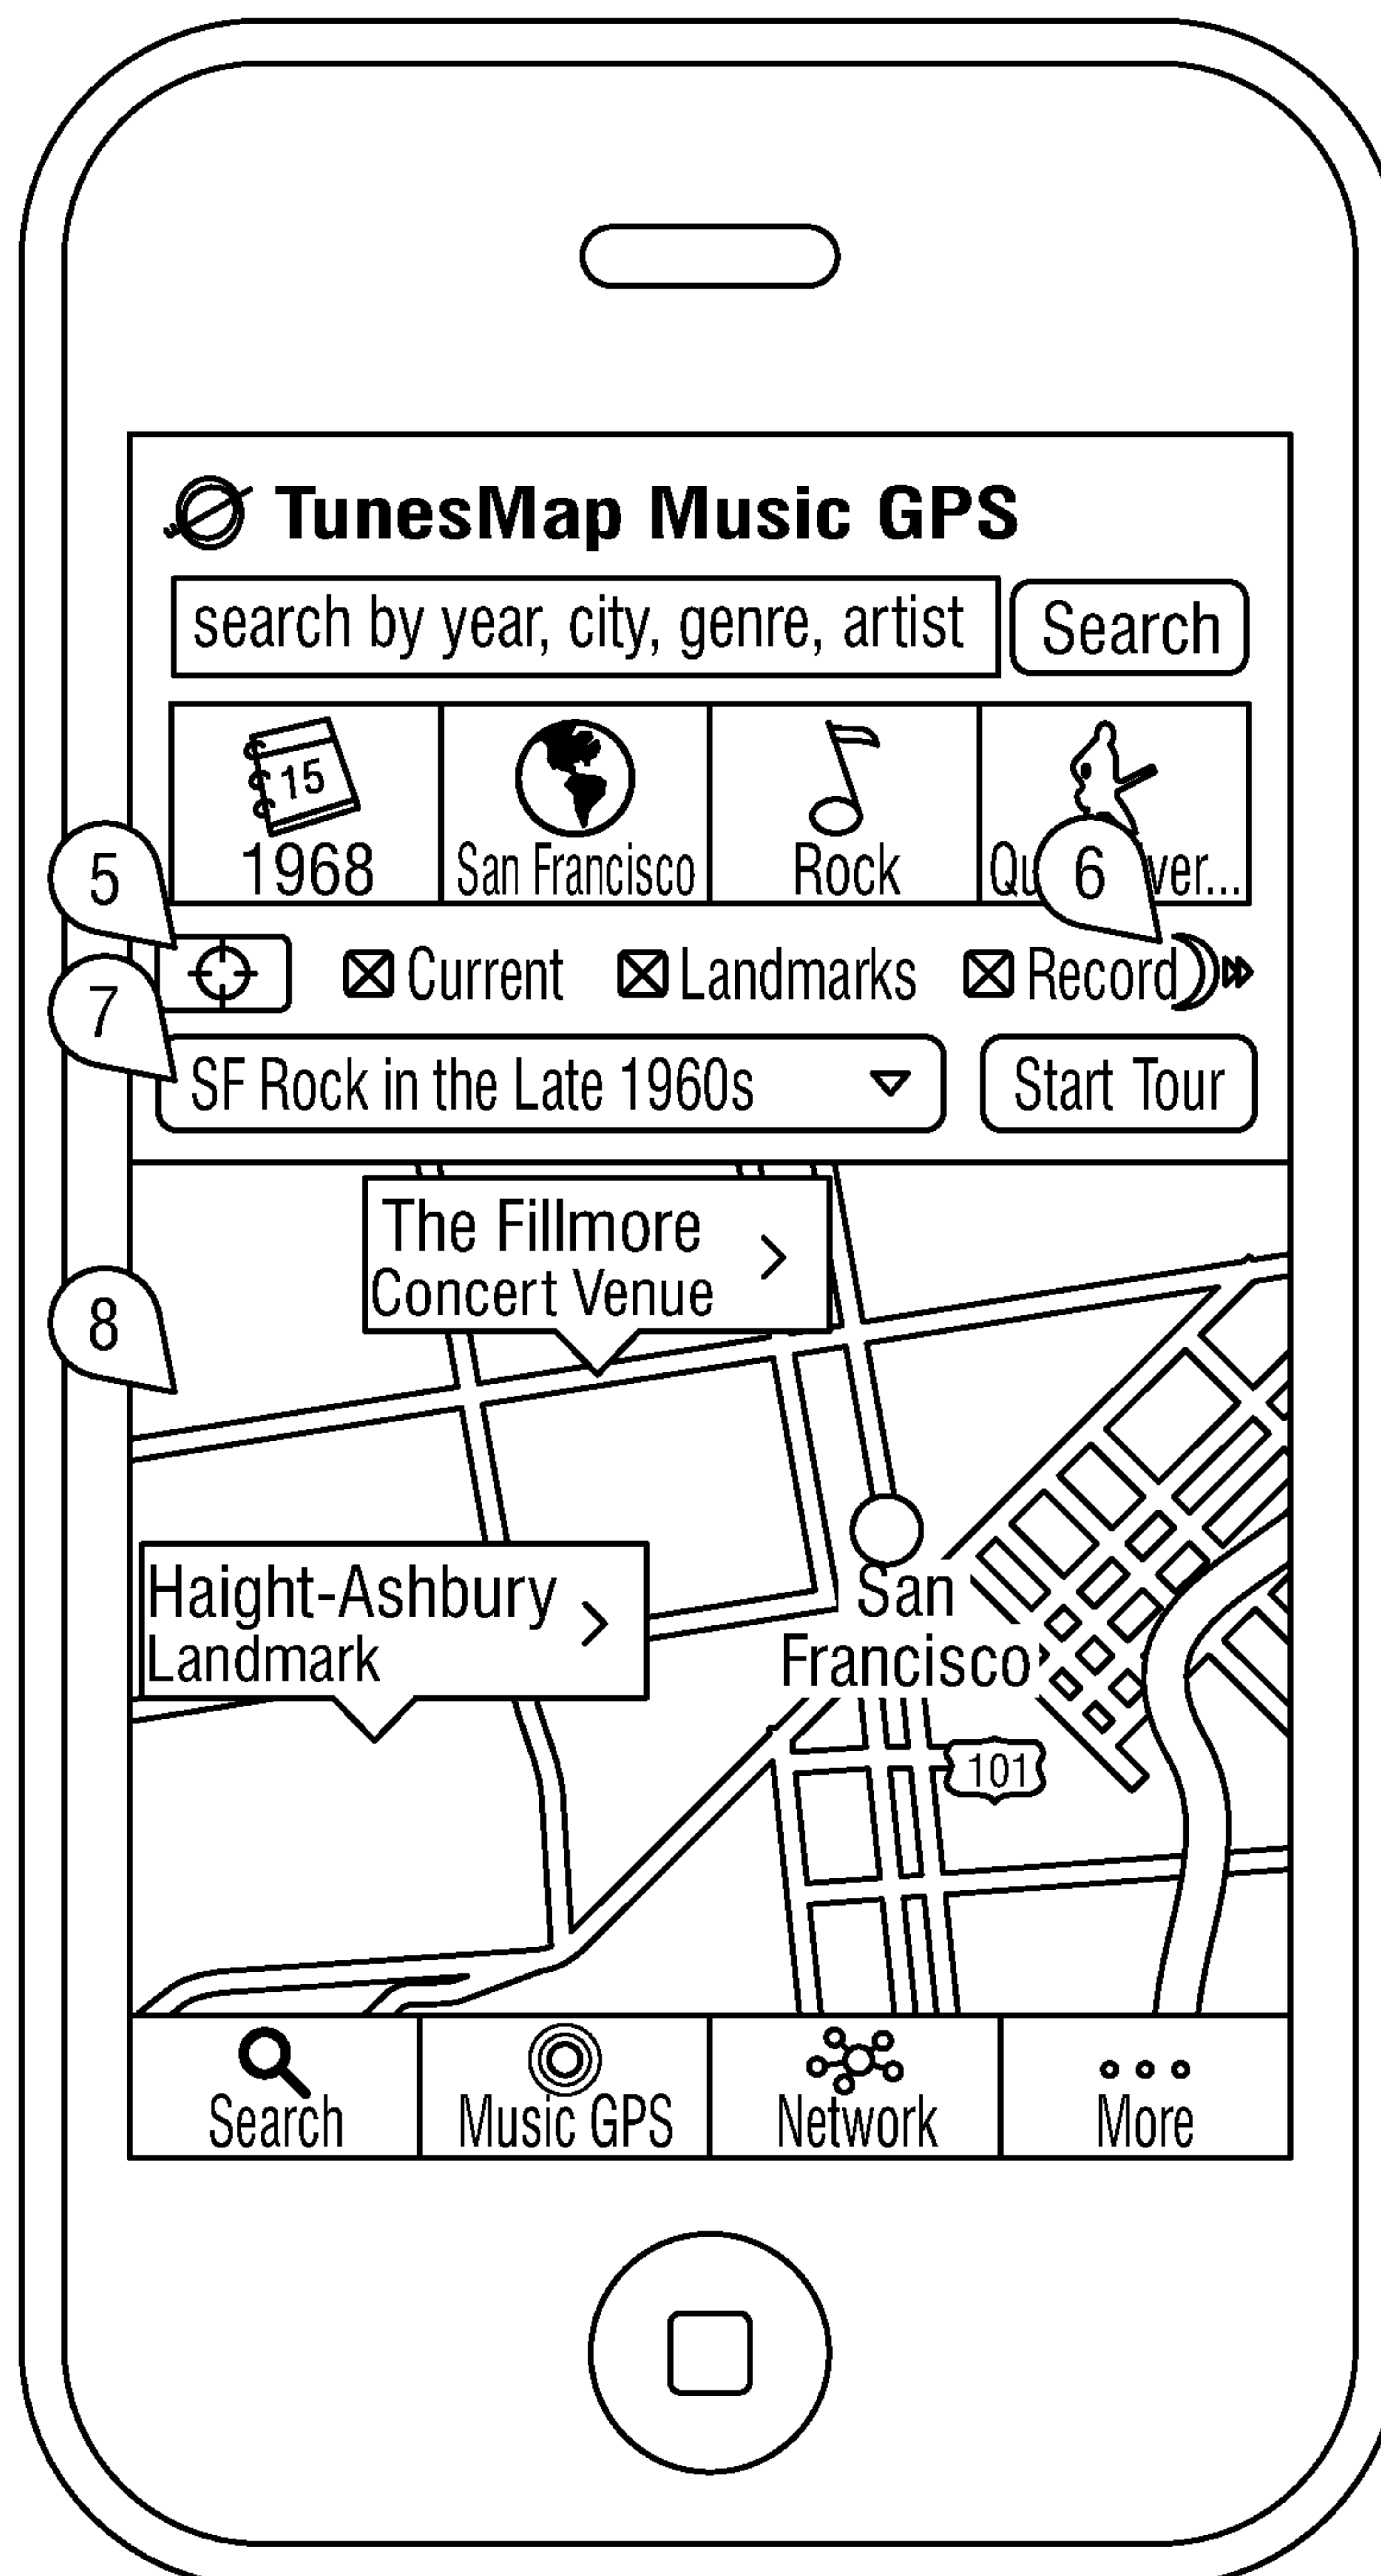 TunesMap Music GPS
search by year, city, genre, artist Search
15
1968 San Francisco Rock
5 6
Current Landmarks Record
7
SF Rock in the Late 1960s Start Tour
The Fillmore
Concert Venue
8
Haight-Ashbury
Landmark
San
Francisco
101
Search Music GPS Network More